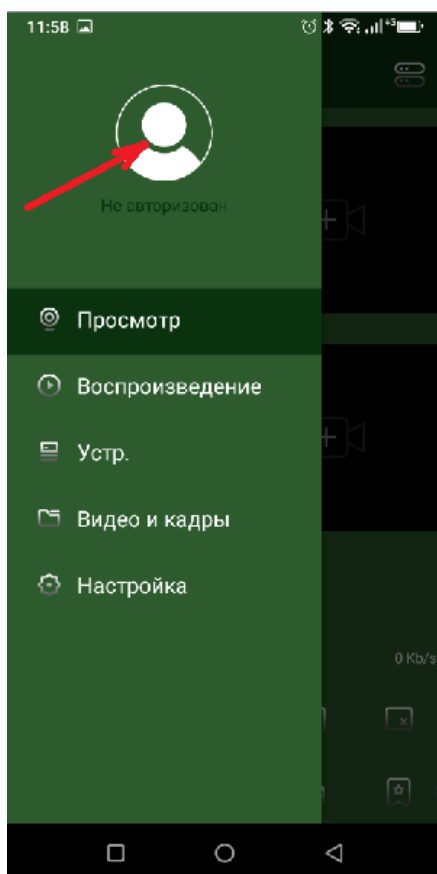 11:58
Не авторизован
Просмотр
Воспроизведение
Устр.
Видео и кадры
Настройка
0 Kb/s